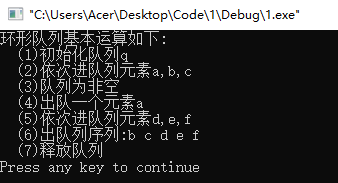 "C:\Users\Acer\Desktop\Code\1\Debug\1.exe"
环形队列基本运算如下:
(1)初始化队列q
(2)依次进队列元素a,b,c
(3)队列为非空
(4)出队一个元素a
(5)依次进队列元素d,e,f
(6)出队列序列:b c d e f
(7)释放队列
Press any key to continue